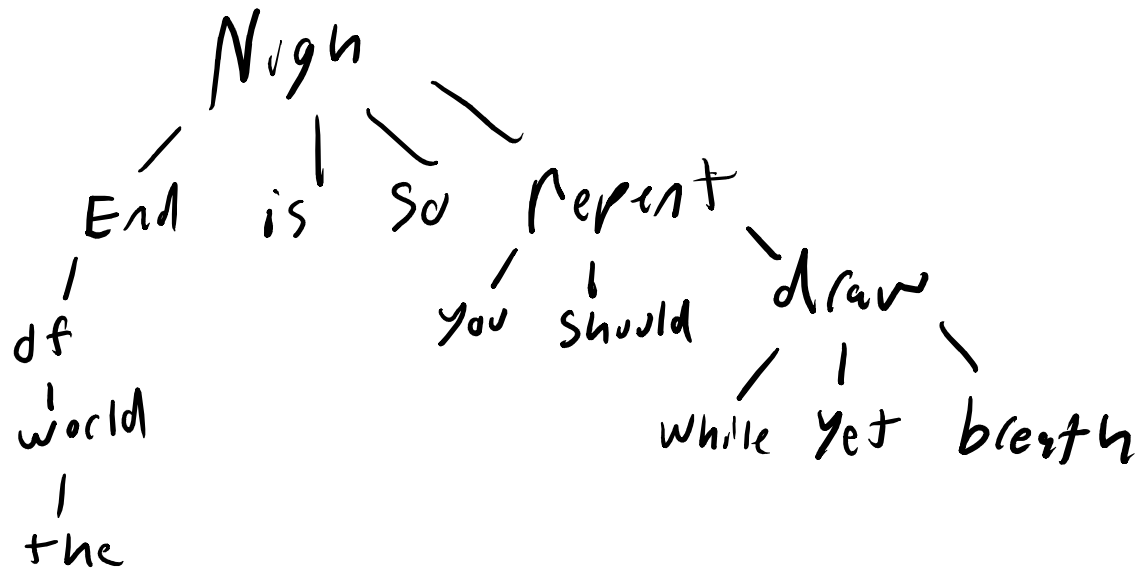 Nigh
End is So repent
you should draw
of
world while yet breath
the